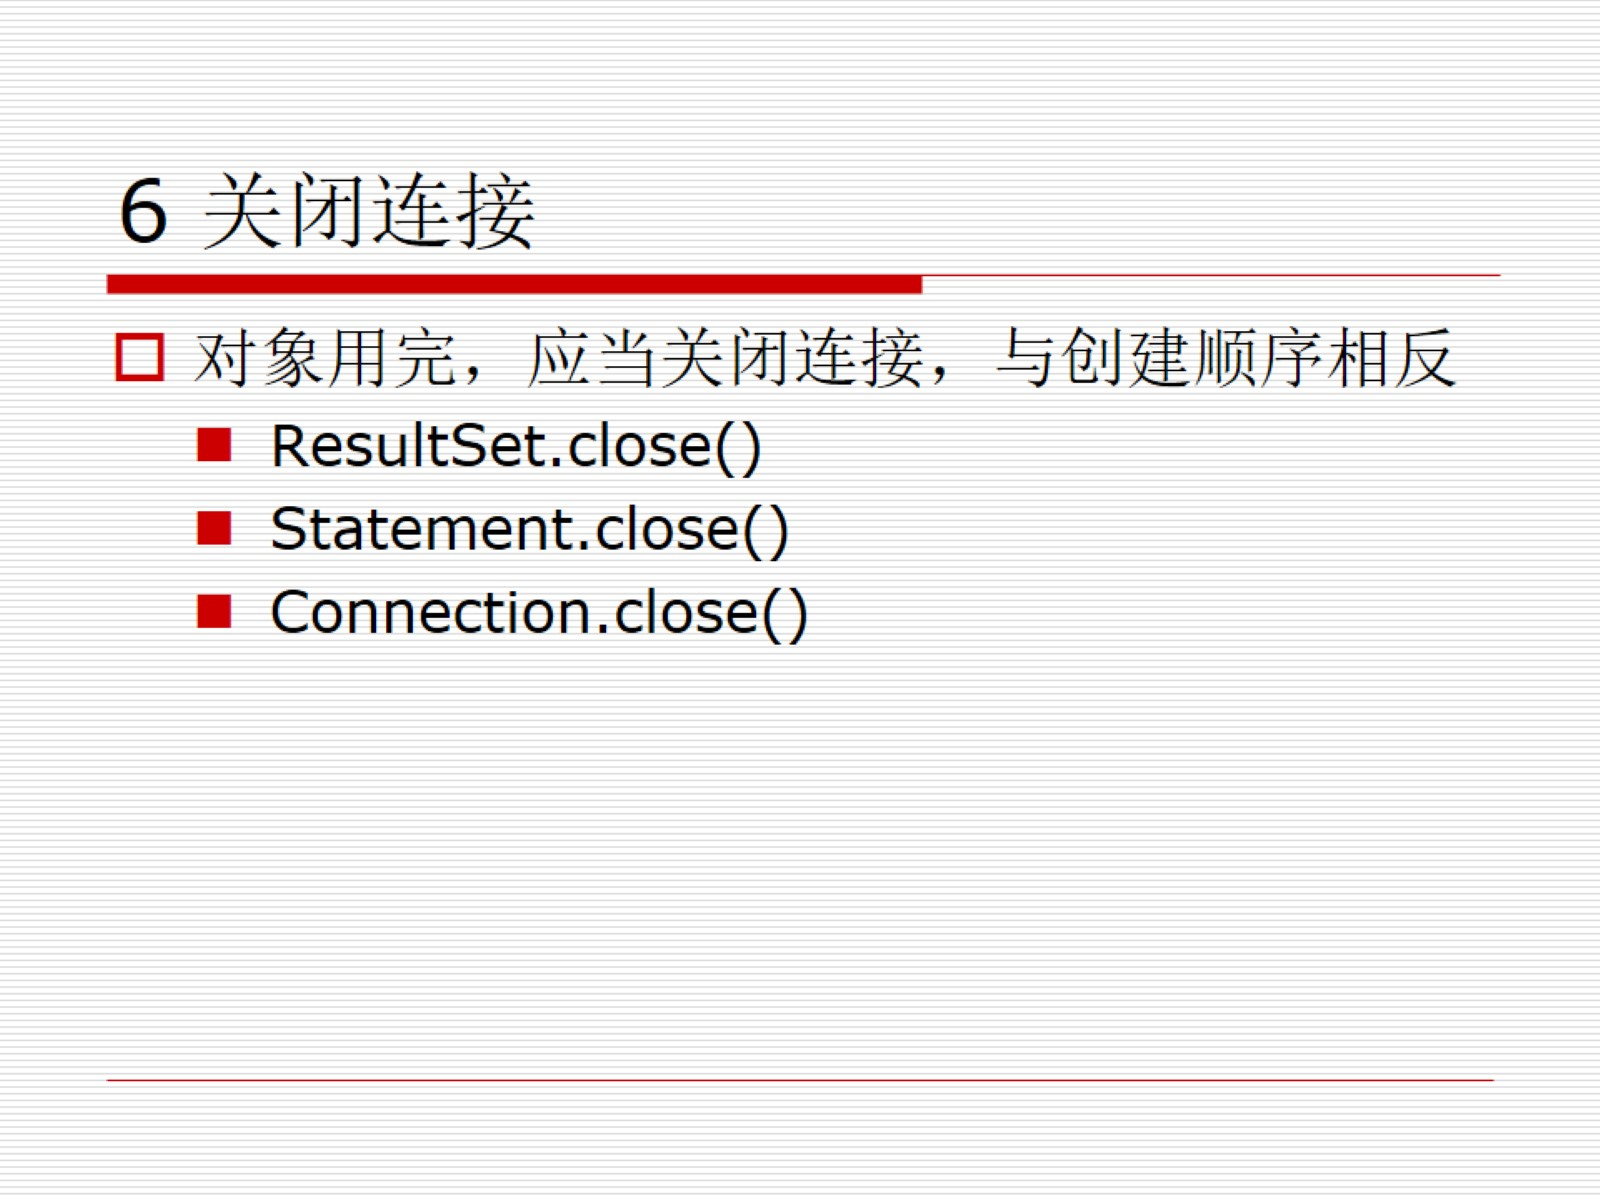 6 关闭连接
对象用完，应当关闭连接，与创建顺序相反
ResultSet.close()
Statement.close()
Connection.close()